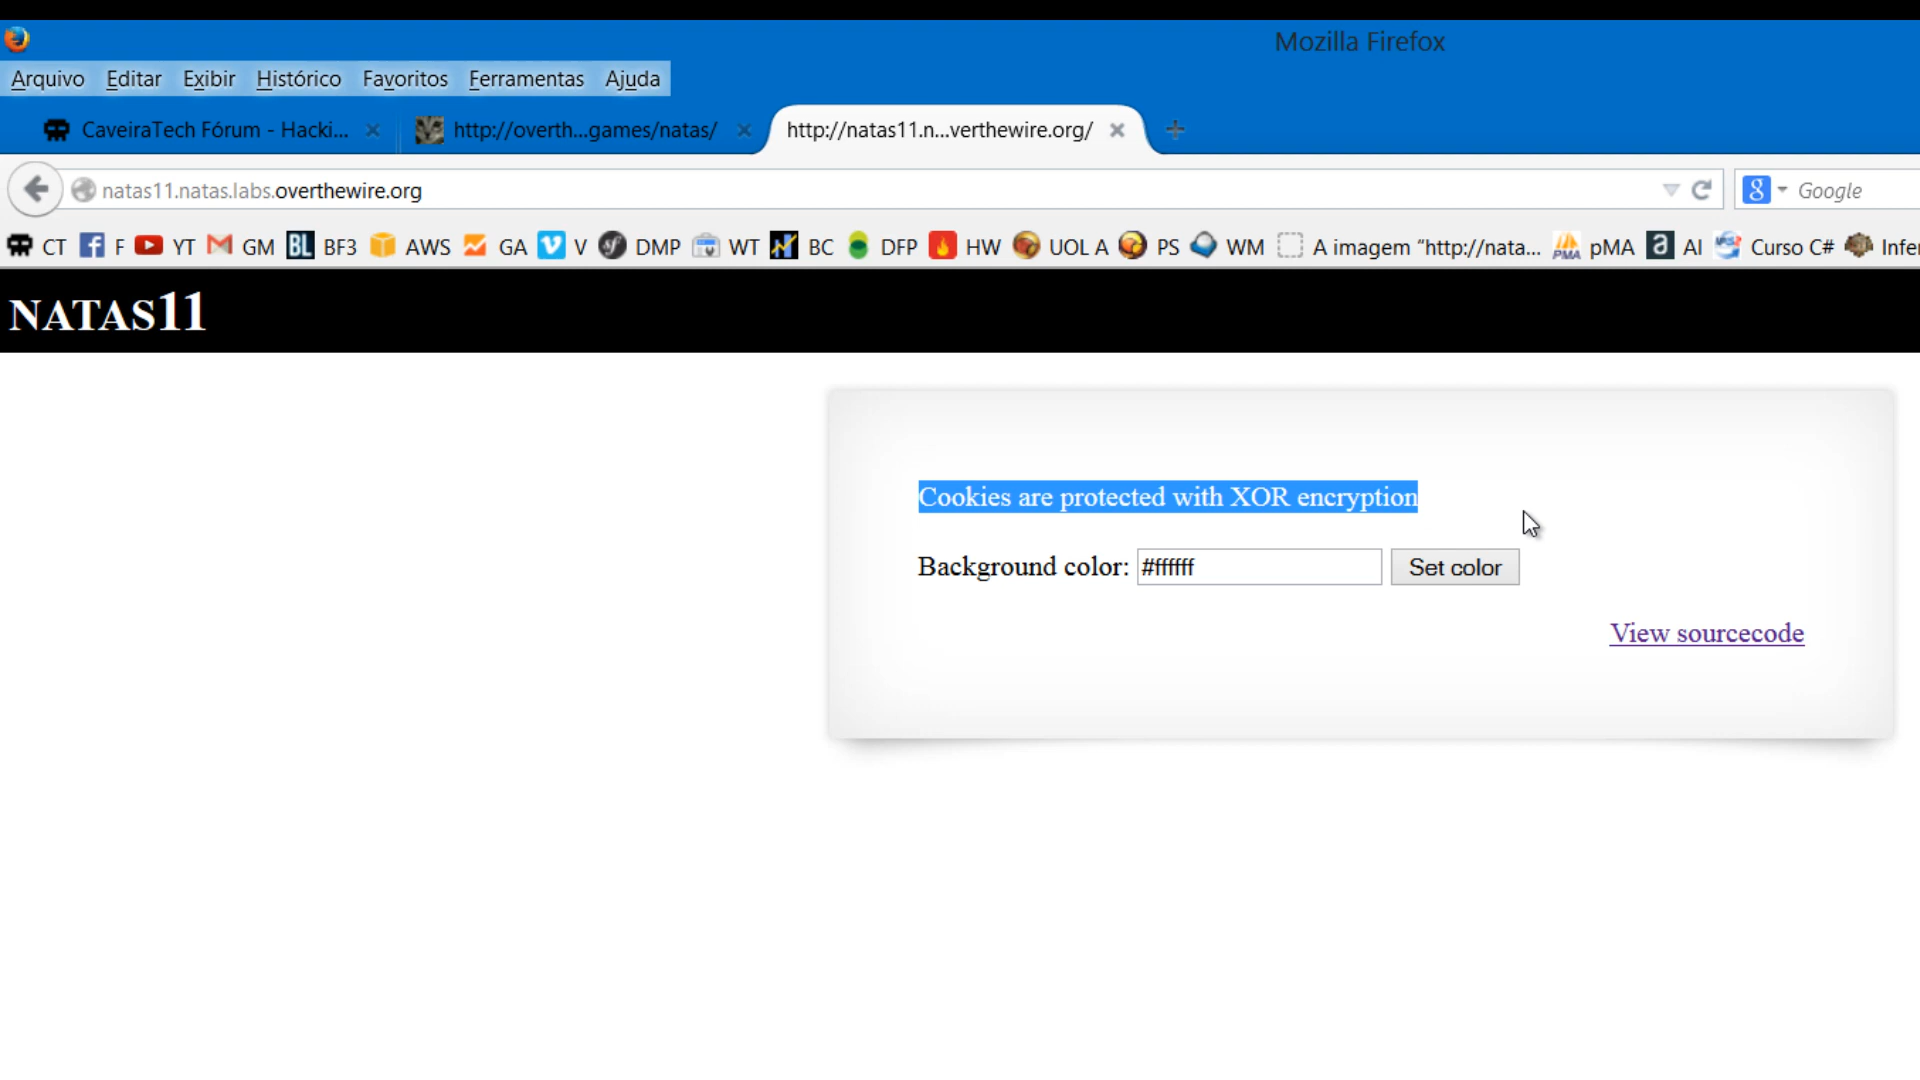 Mozilla Firefox
Arquivo Editar Exibir Histórico Favoritos Ferramentas Ajuda
CaveiraTech Fórum - Hacki... http://overth...games/natas/ http://natas11.n...verthewire.org/
natas11.natas.labs.overthewire.org Google
CT F YT GM BL BF3 AWS GA V DMP WT BC DFP HW UOL A PS WM A imagem “http://nata... pMA AI Curso C# Infer
NATAS11
Cookies are protected with XOR encryption
Background color: #ffffff Set color
View sourcecode